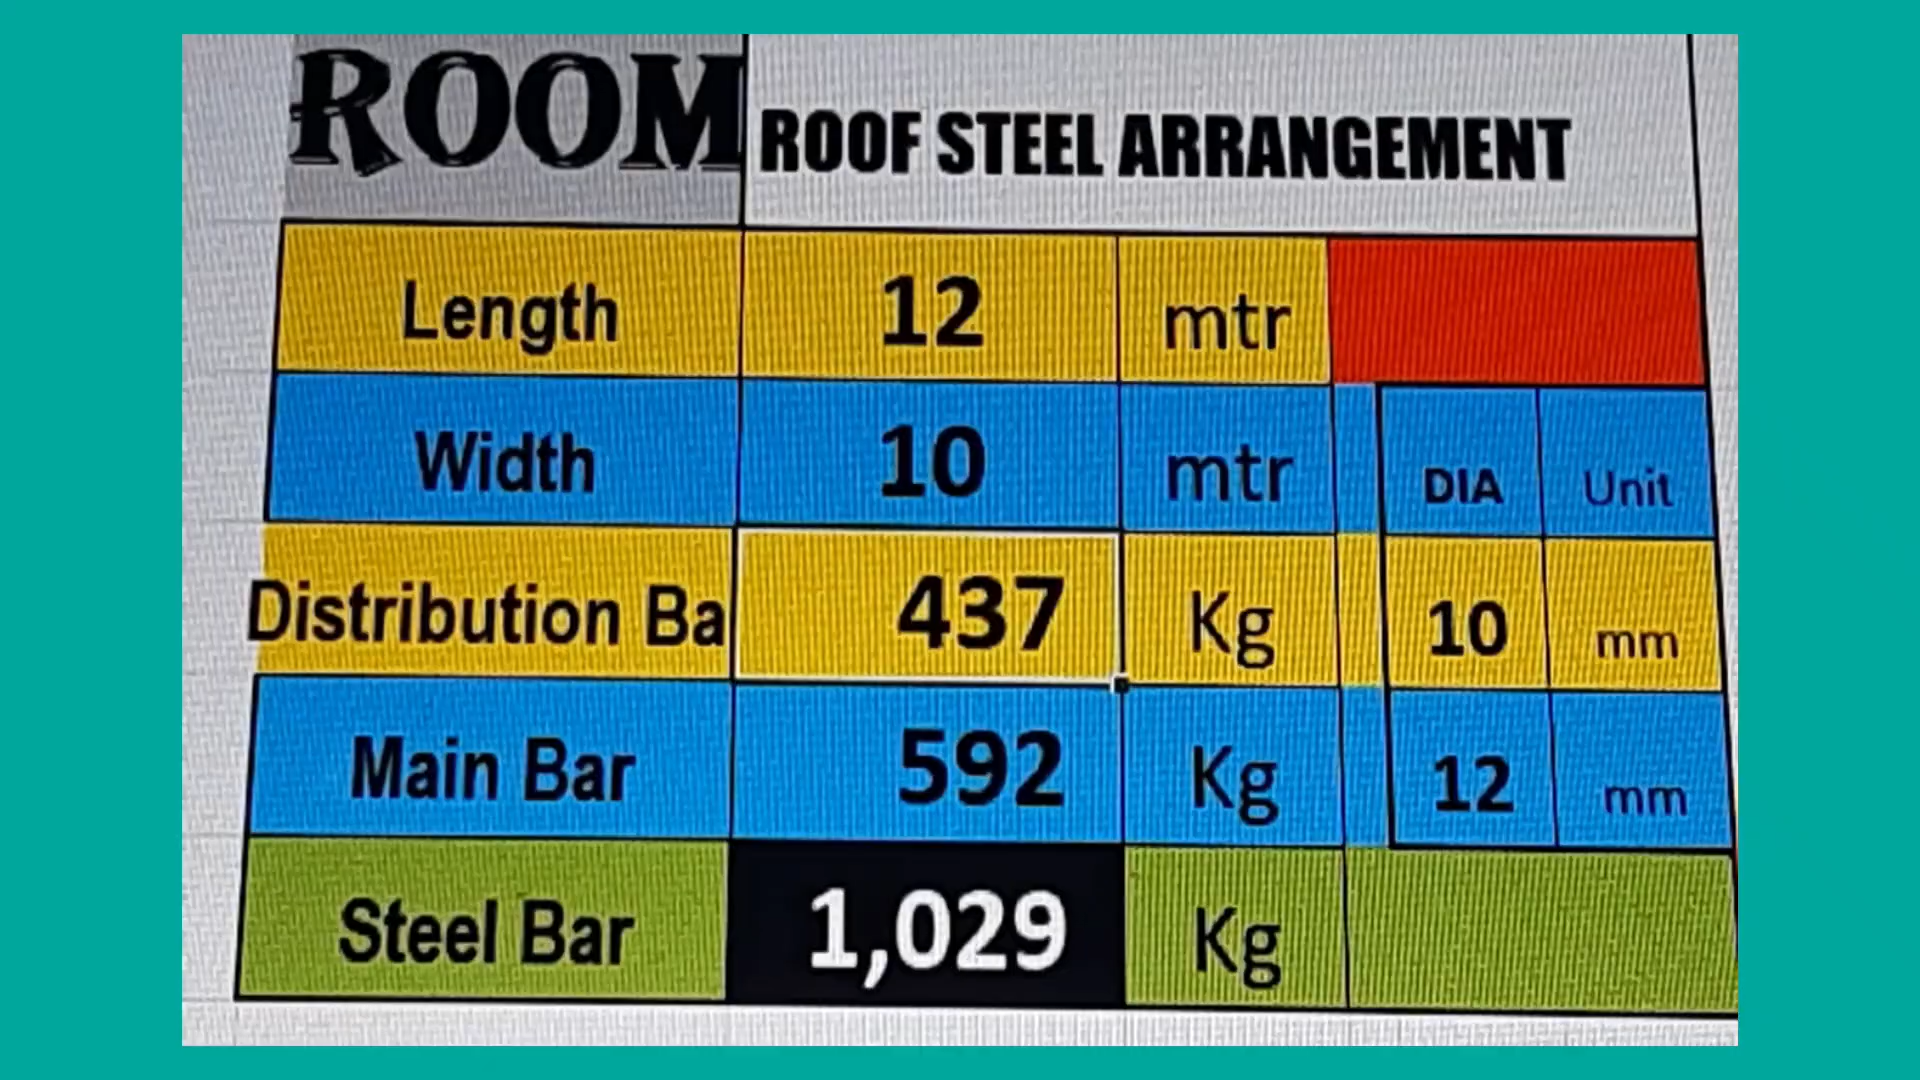 ROOM ROOF STEEL ARRANGEMENT
Length 12 mtr
Width 10 mtr DIA Unit
Distribution Ba 437 Kg 10 mm
Main Bar 592 Kg 12 mm
Steel Bar 1,029 Kg